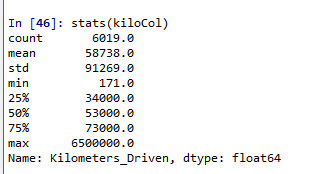 In [46]: stats(kiloCol)
count 6019.0
mean 58738.0
std 91269.0
min 171.0
25% 34000.0
50% 53000.0
75% 73000.0
max 6500000.0
Name: Kilometers_Driven, dtype: float64